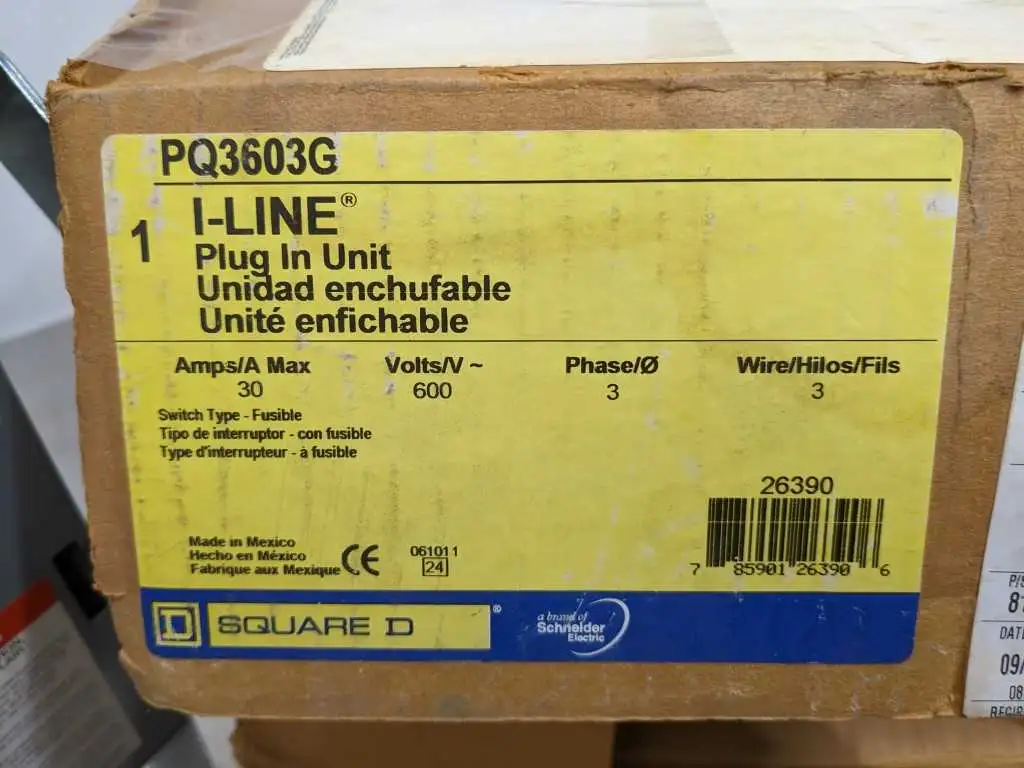 PQ3603G
1
I-LINE®
Plug In Unit
Unidad enchufable
Unité enfichable
Amps/A Max Volts/V ~ Phase/Ø Wire/Hilos/Fils
30 600 3 3
Switch Type - Fusible
Tipo de interruptor - con fusible
Type d'interrupteur - à fusible
26390
7 85901 26390 6
Made in Mexico
Hecho en México
Fabrique aux Mexique
CE
061011
24
SQUARE D ®
a brand of
Schneider
Electric
09/
08